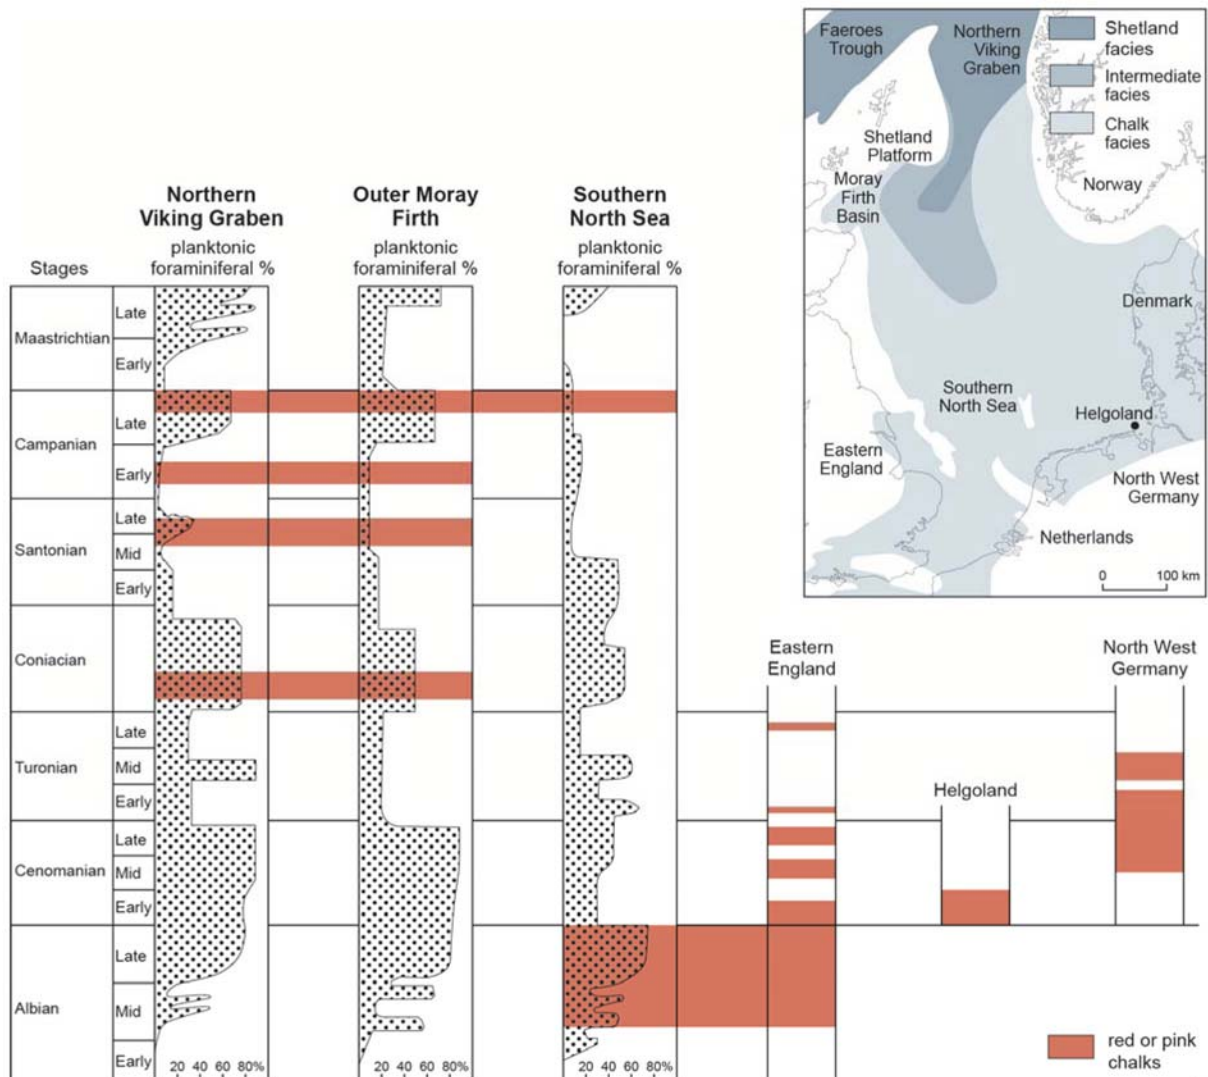 Faeroes
Trough
Northern
Viking
Graben
Shetland
facies
Intermediate
facies
Chalk
facies
Shetland
Platform
Moray
Firth
Basin
Norway
Denmark
Southern
North Sea
Helgoland
Eastern
England
North West
Germany
Netherlands
0 100 km
Northern
Viking Graben
planktonic
foraminiferal %
Outer Moray
Firth
planktonic
foraminiferal %
Southern
North Sea
planktonic
foraminiferal %
Stages
Maastrichtian
Late
Early
Campanian
Late
Early
Santonian
Late
Mid
Early
Coniacian
Turonian
Late
Mid
Early
Cenomanian
Late
Mid
Early
Albian
Late
Mid
Early
20 40 60 80%
20 40 60 80%
20 40 60 80%
Eastern
England
Helgoland
North West
Germany
red or pink
chalks